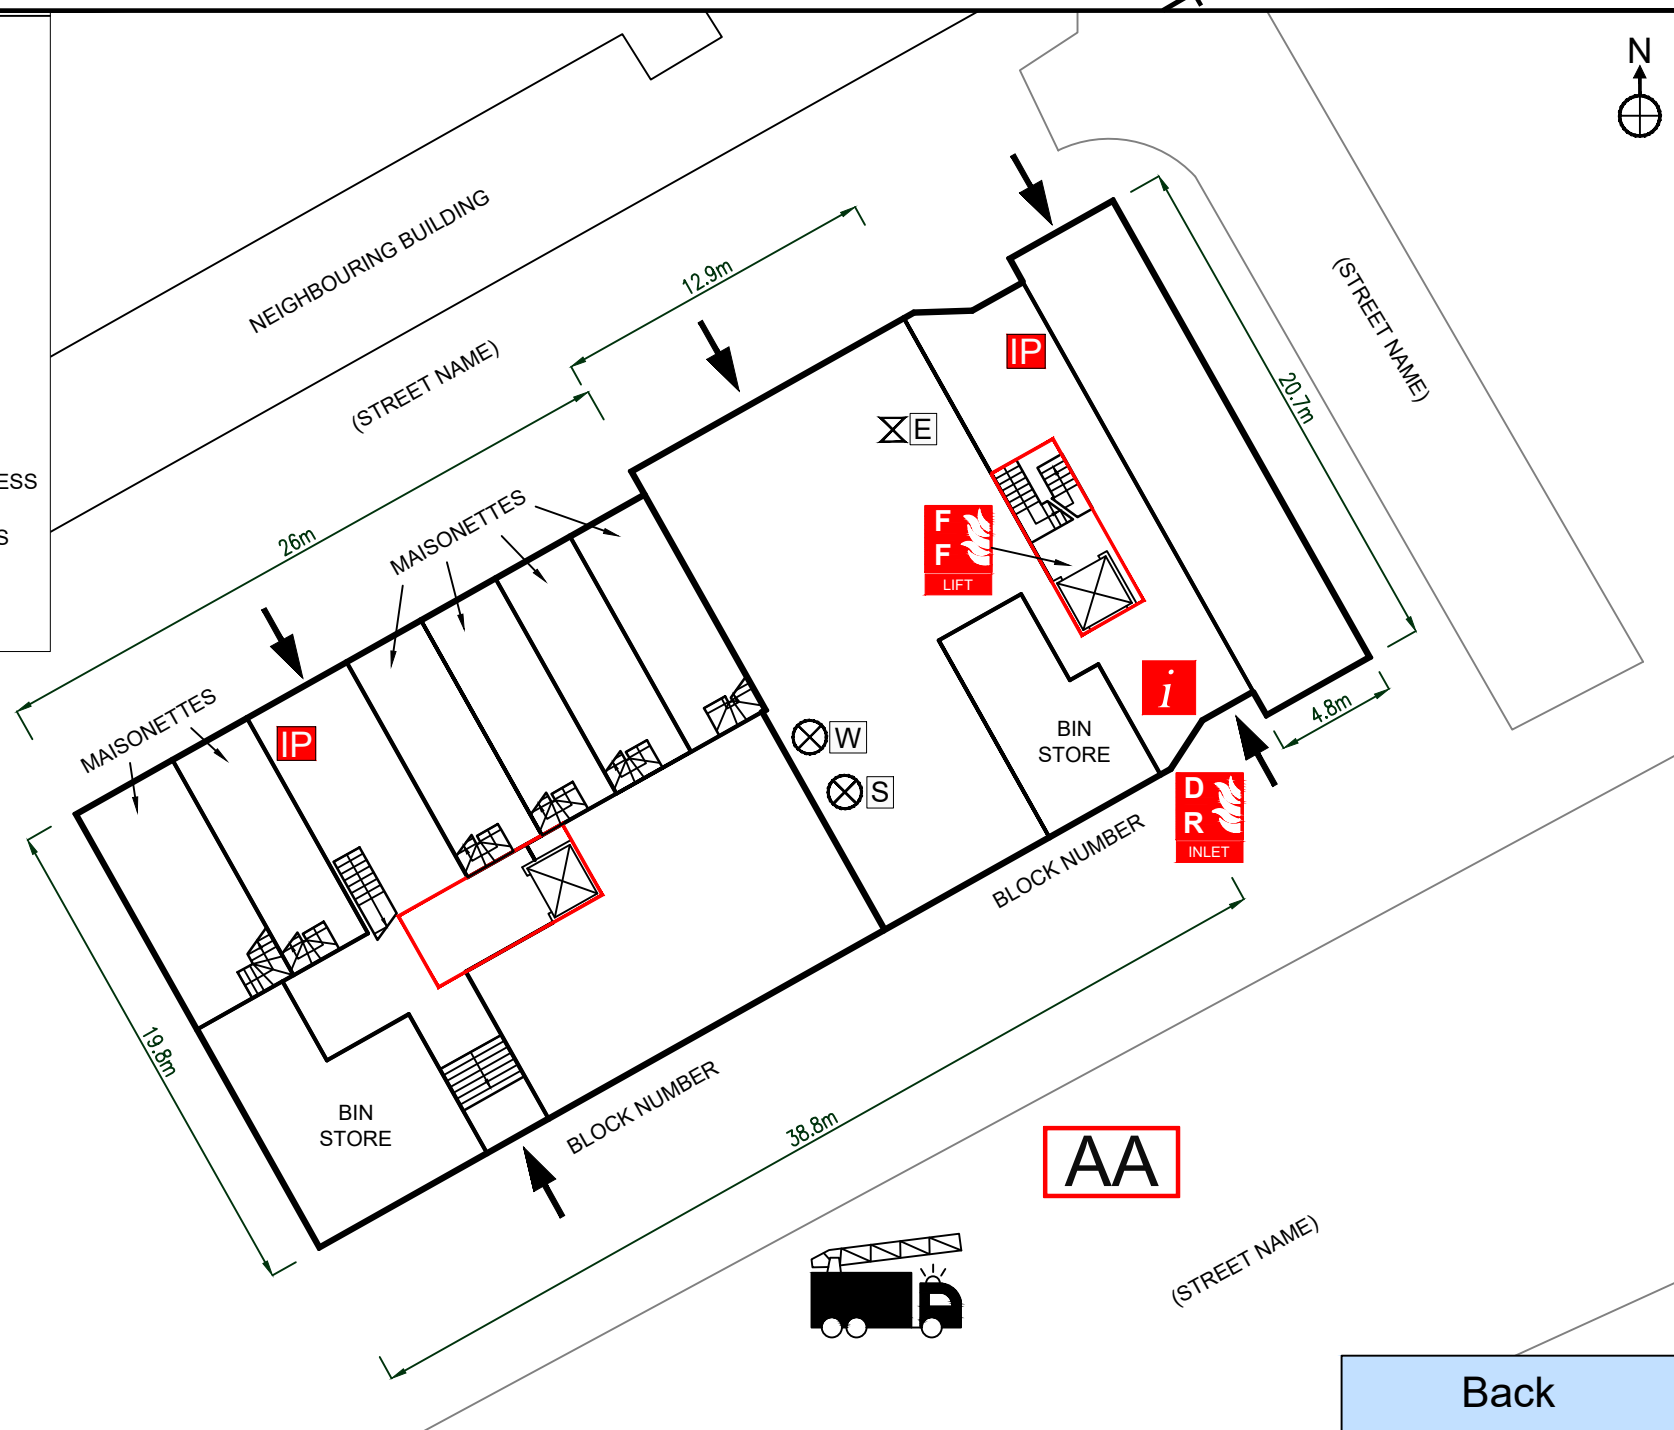 N
ESS
S
NEIGHBOURING BUILDING
(STREET NAME)
12.9m
(STREET NAME)
20.7m
IP
E
26m
MAISONETTES
F
F
LIFT
MAISONETTES
IP
i
4.8m
W
S
BIN
STORE
D
R
INLET
BLOCK NUMBER
19.8m
BIN
STORE
BLOCK NUMBER
38.8m
AA
(STREET NAME)
Back